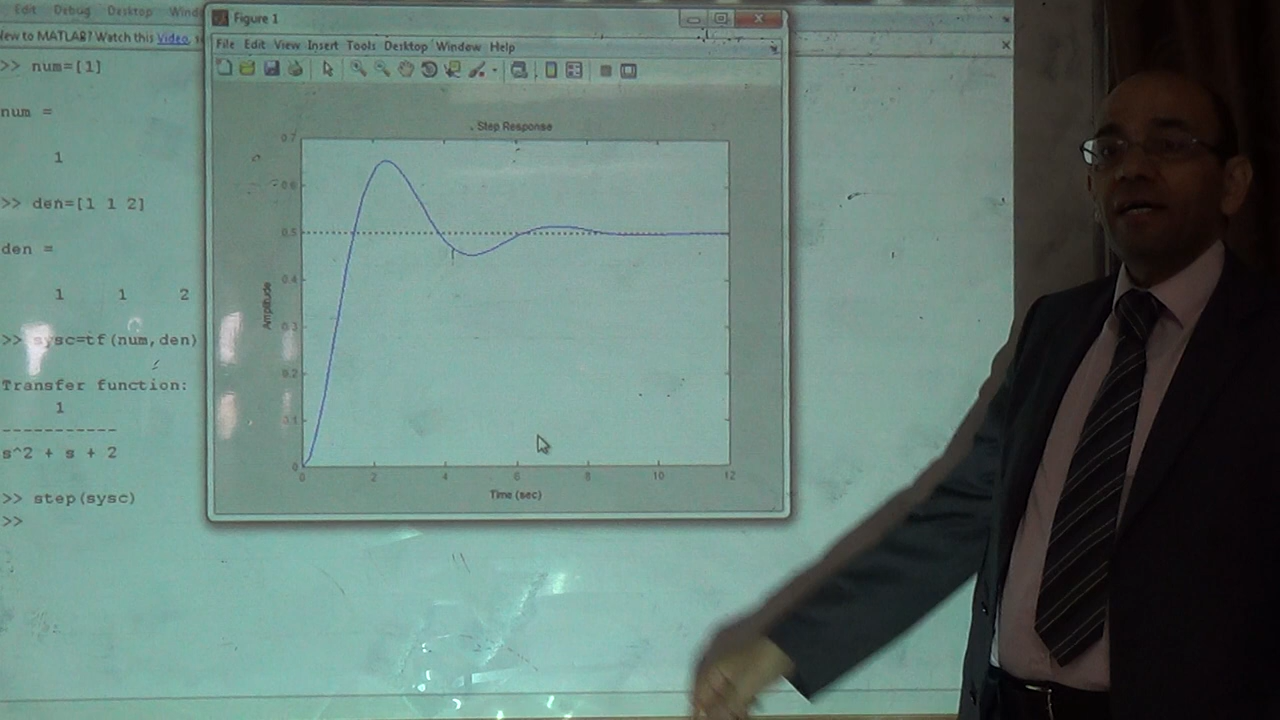 Edit Debug Desktop
New to MATLAB? Watch this Video,
>> num=[1]
num =
1
>> den=[1 1 2]
den =
1 1 2
>> sysc=tf(num,den)
Transfer function:
1
-----------
s^2 + s + 2
>> step(sysc)
>>
Figure 1
File Edit View Insert Tools Desktop Window Help
Step Response
0.7
0.6
0.5
0.4
0.3
0.2
0.1
0
Amplitude
0 2 4 6 8 10 12
Time (sec)